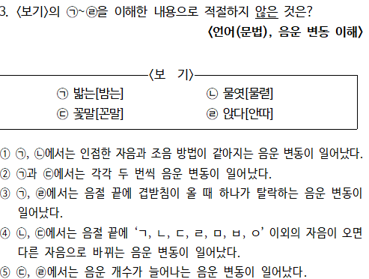 3. <보기>의 ㉠~㉣을 이해한 내용으로 적절하지 않은 것은?
<언어(문법), 음운 변동 이해>
<보 기>
㉠ 밟는[밤는] ㉡ 물엿[물렫]
㉢ 꽃말[꼰말] ㉣ 앉다[안따]
① ㉠, ㉡에서는 인접한 자음과 조음 방법이 같아지는 음운 변동이 일어났다.
② ㉠과 ㉢에서는 각각 두 번씩 음운 변동이 일어났다.
③ ㉠, ㉣에서는 음절 끝에 겹받침이 올 때 하나가 탈락하는 음운 변동이
일어났다.
④ ㉡, ㉢에서는 음절 끝에 ‘ㄱ, ㄴ, ㄷ, ㄹ, ㅁ, ㅂ, ㅇ’ 이외의 자음이 오면
다른 자음으로 바뀌는 음운 변동이 일어났다.
⑤ ㉢, ㉣에서는 음운 개수가 늘어나는 음운 변동이 일어났다.